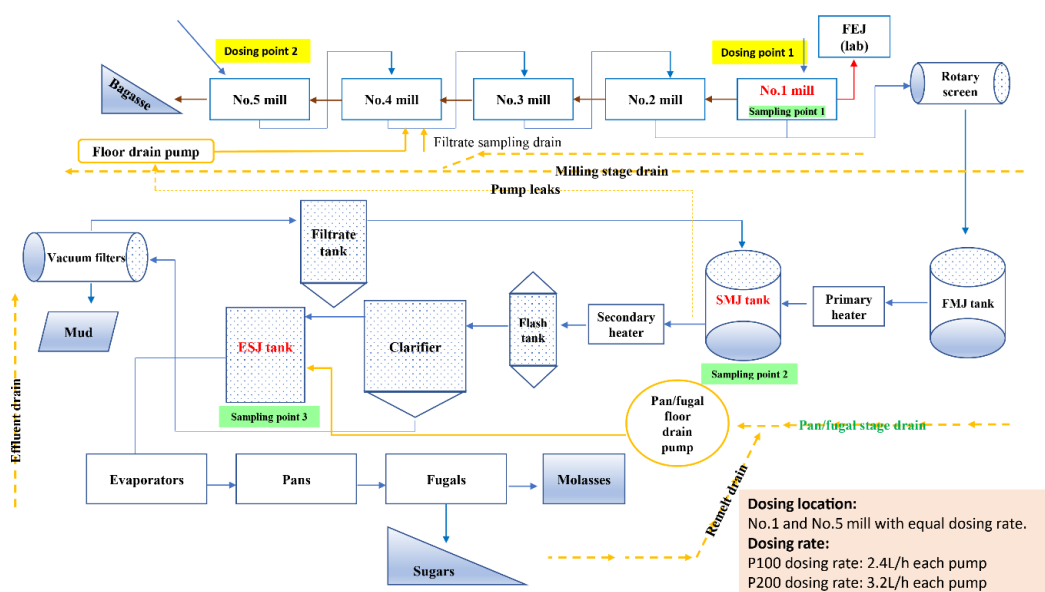 Dosing point 2
Dosing point 1
FEJ
(lab)
Bagasse
No.5 mill
No.4 mill
No.3 mill
No.2 mill
No.1 mill
Sampling point 1
Rotary
screen
Floor drain pump
Filtrate sampling drain
Milling stage drain
Pump leaks
Vacuum filters
Filtrate
tank
Mud
ESJ tank
Sampling point 3
Clarifier
Flash
tank
Secondary
heater
SMJ tank
Sampling point 2
Primary
heater
FMJ tank
Effluent drain
Pan/fugal
floor
drain
pump
Pan/fugal stage drain
Remelt drain
Evaporators
Pans
Fugals
Molasses
Sugars
Dosing location:
No.1 and No.5 mill with equal dosing rate.
Dosing rate:
P100 dosing rate: 2.4L/h each pump
P200 dosing rate: 3.2L/h each pump